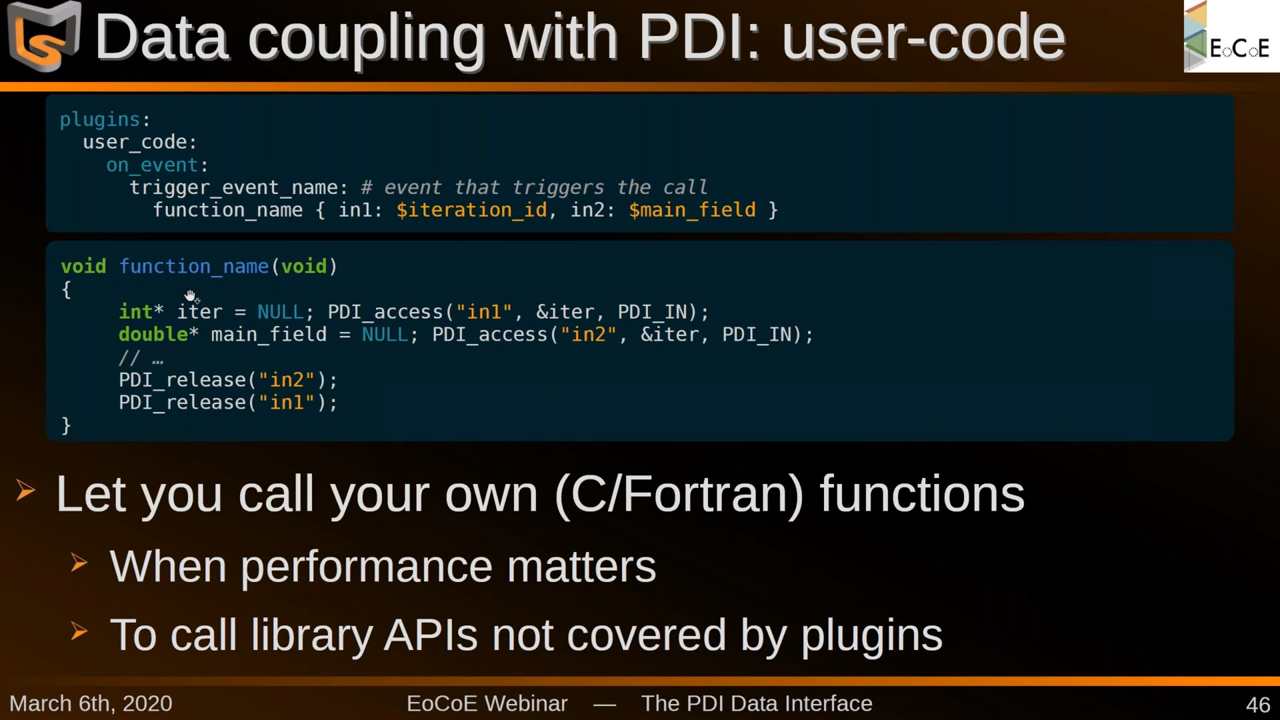 Data coupling with PDI: user-code
EoCoE
plugins:
  user_code:
    on_event:
      trigger_event_name: # event that triggers the call
        function_name { in1: $iteration_id, in2: $main_field }
void function_name(void)
{
     int* iter = NULL; PDI_access("in1", &iter, PDI_IN);
     double* main_field = NULL; PDI_access("in2", &iter, PDI_IN);
     // …
     PDI_release("in2");
     PDI_release("in1");
}
➢ Let you call your own (C/Fortran) functions
➢ When performance matters
➢ To call library APIs not covered by plugins
March 6th, 2020 EoCoE Webinar — The PDI Data Interface 46